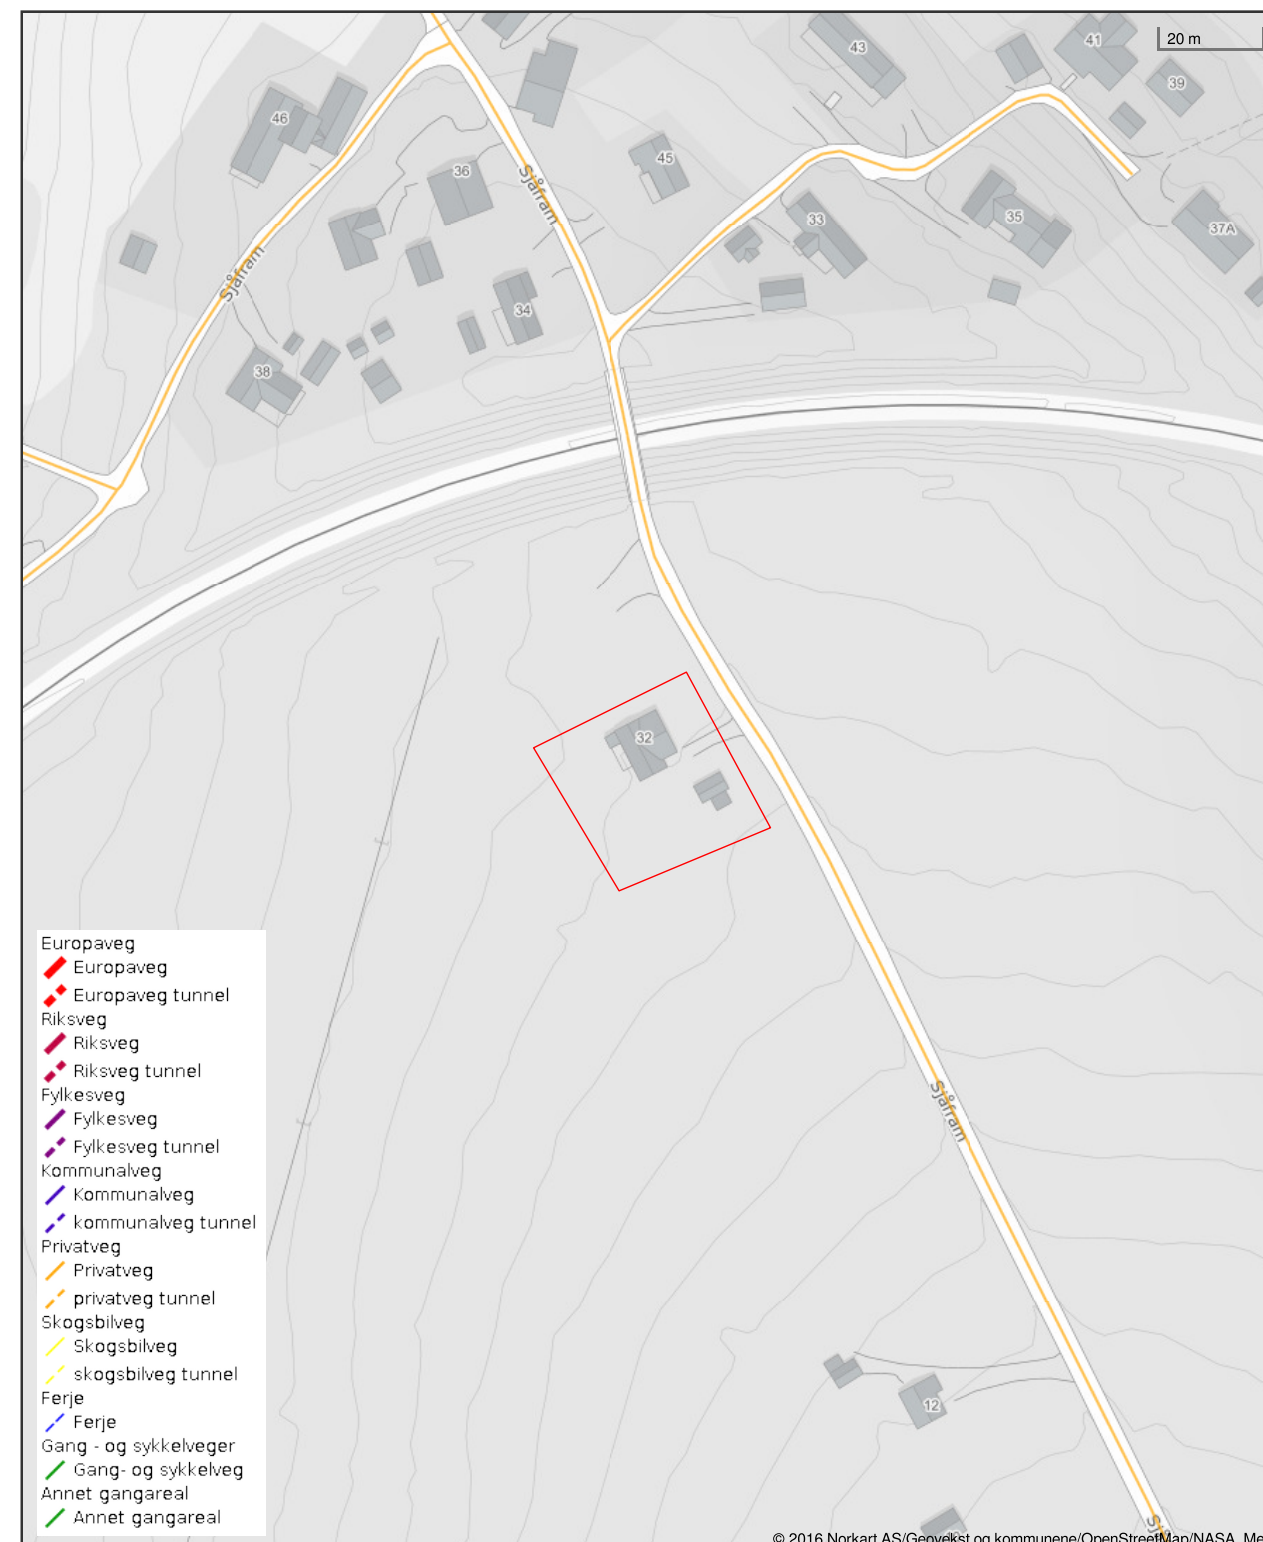 20 m
43
41
39
46
45
36
Sjåfram
33
35
37A
Sjåfram
34
38
32
Europaveg
Europaveg
Europaveg tunnel
Riksveg
Riksveg
Riksveg tunnel
Fylkesveg
Fylkesveg
Fylkesveg tunnel
Kommunalveg
Kommunalveg
kommunalveg tunnel
Privatveg
Privatveg
privatveg tunnel
Skogsbilveg
Skogsbilveg
skogsbilveg tunnel
Ferje
Ferje
Gang - og sykkelveger
Gang- og sykkelveg
Annet gangareal
Annet gangareal
Sjåfram
12
Sjå
© 2016 Norkart AS/Geovekst og kommunene/OpenStreetMap/NASA, Me